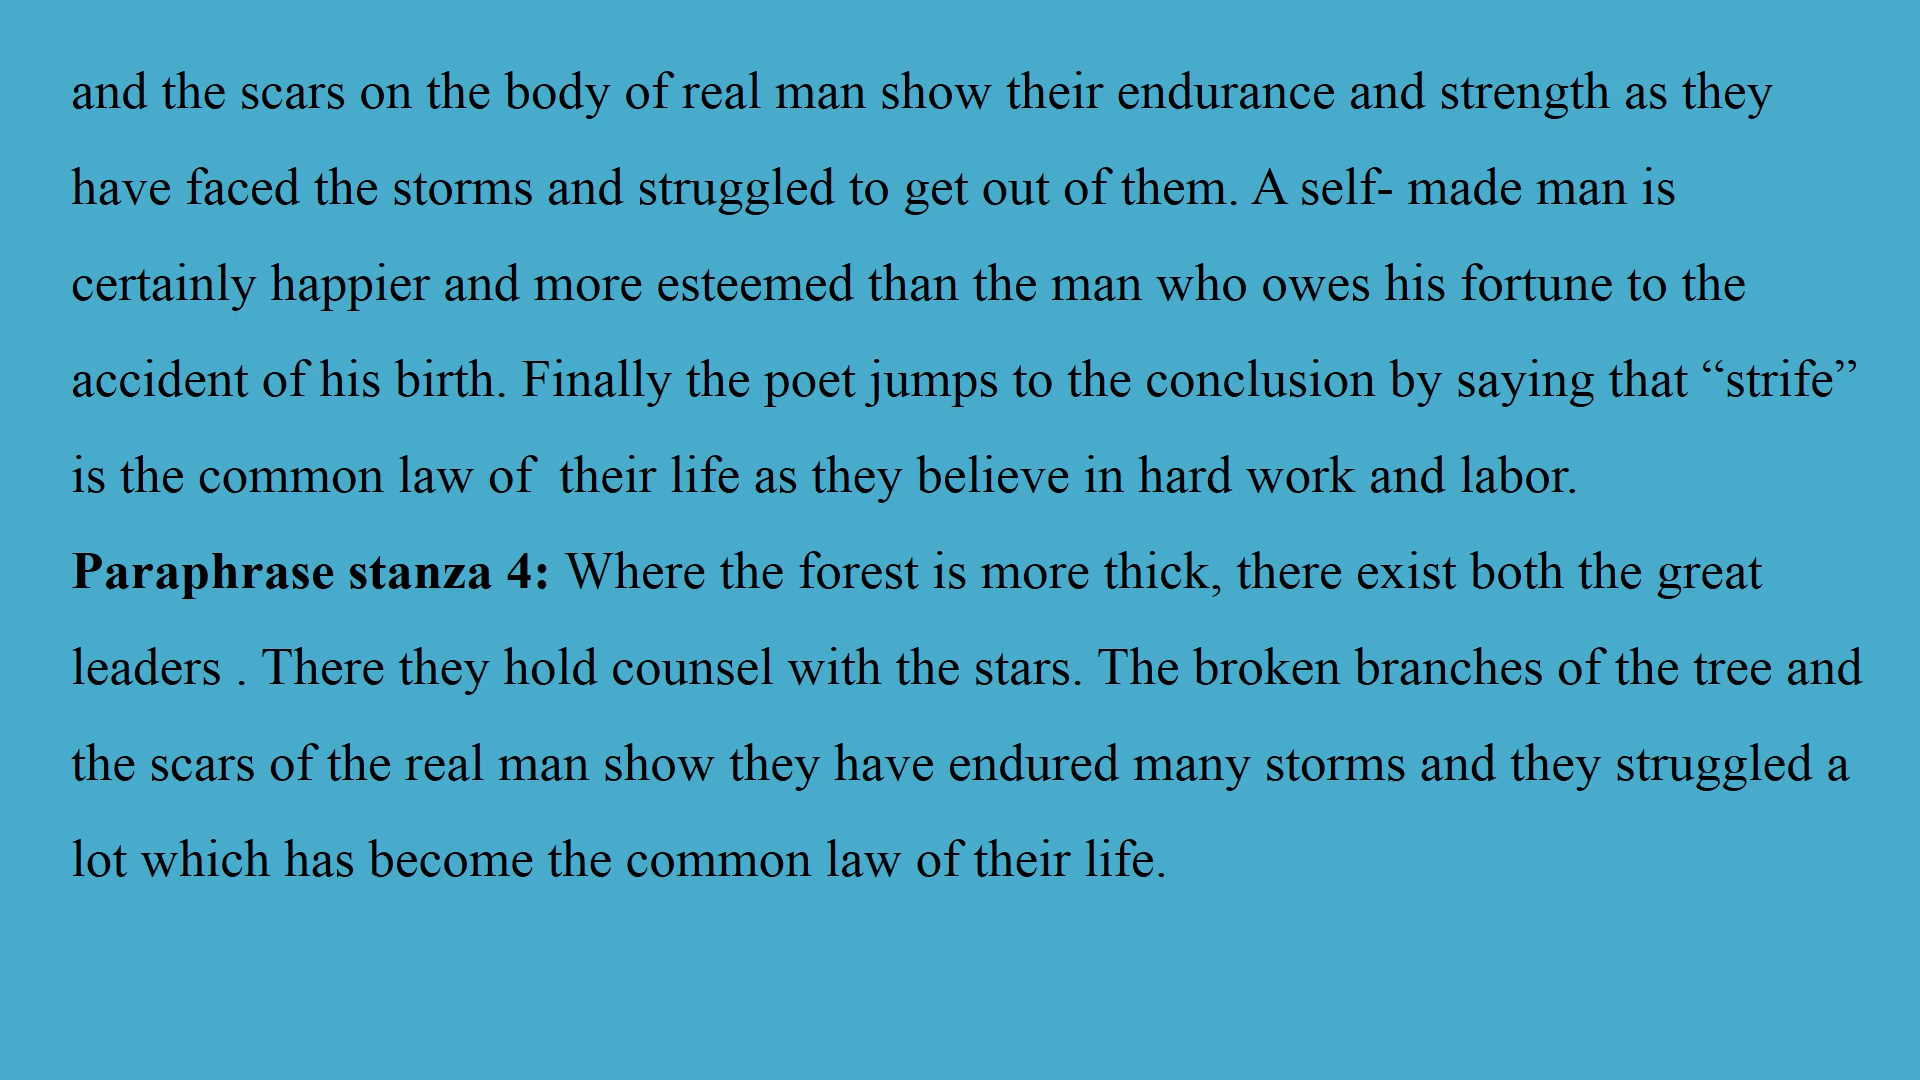 and the scars on the body of real man show their endurance and strength as they
have faced the storms and struggled to get out of them. A self- made man is
certainly happier and more esteemed than the man who owes his fortune to the
accident of his birth. Finally the poet jumps to the conclusion by saying that “strife”
is the common law of  their life as they believe in hard work and labor.
Paraphrase stanza 4: Where the forest is more thick, there exist both the great
leaders . There they hold counsel with the stars. The broken branches of the tree and
the scars of the real man show they have endured many storms and they struggled a
lot which has become the common law of their life.